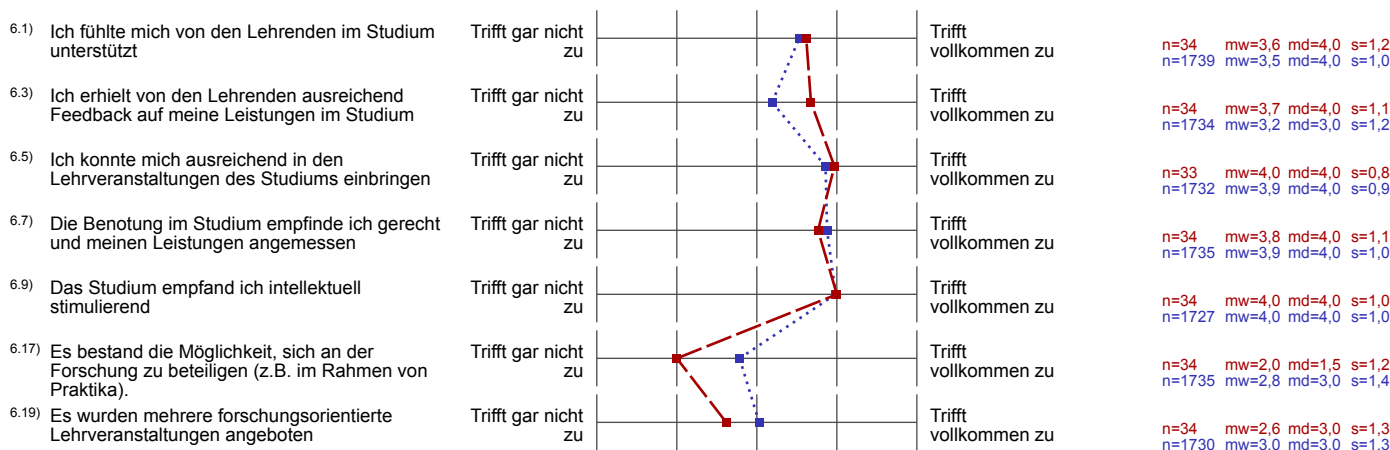 6.1) Ich fühlte mich von den Lehrenden im Studium
unterstützt
Trifft gar nicht
zu
Trifft
vollkommen zu
n=34 mw=3,6 md=4,0 s=1,2
n=1739 mw=3,5 md=4,0 s=1,0
6.3) Ich erhielt von den Lehrenden ausreichend
Feedback auf meine Leistungen im Studium
Trifft gar nicht
zu
Trifft
vollkommen zu
n=34 mw=3,7 md=4,0 s=1,1
n=1734 mw=3,2 md=3,0 s=1,2
6.5) Ich konnte mich ausreichend in den
Lehrveranstaltungen des Studiums einbringen
Trifft gar nicht
zu
Trifft
vollkommen zu
n=33 mw=4,0 md=4,0 s=0,8
n=1732 mw=3,9 md=4,0 s=0,9
6.7) Die Benotung im Studium empfinde ich gerecht
und meinen Leistungen angemessen
Trifft gar nicht
zu
Trifft
vollkommen zu
n=34 mw=3,8 md=4,0 s=1,1
n=1735 mw=3,9 md=4,0 s=1,0
6.9) Das Studium empfand ich intellektuell
stimulierend
Trifft gar nicht
zu
Trifft
vollkommen zu
n=34 mw=4,0 md=4,0 s=1,0
n=1727 mw=4,0 md=4,0 s=1,0
6.17) Es bestand die Möglichkeit, sich an der
Forschung zu beteiligen (z.B. im Rahmen von
Praktika).
Trifft gar nicht
zu
Trifft
vollkommen zu
n=34 mw=2,0 md=1,5 s=1,2
n=1735 mw=2,8 md=3,0 s=1,4
6.19) Es wurden mehrere forschungsorientierte
Lehrveranstaltungen angeboten
Trifft gar nicht
zu
Trifft
vollkommen zu
n=34 mw=2,6 md=3,0 s=1,3
n=1730 mw=3,0 md=3,0 s=1,3